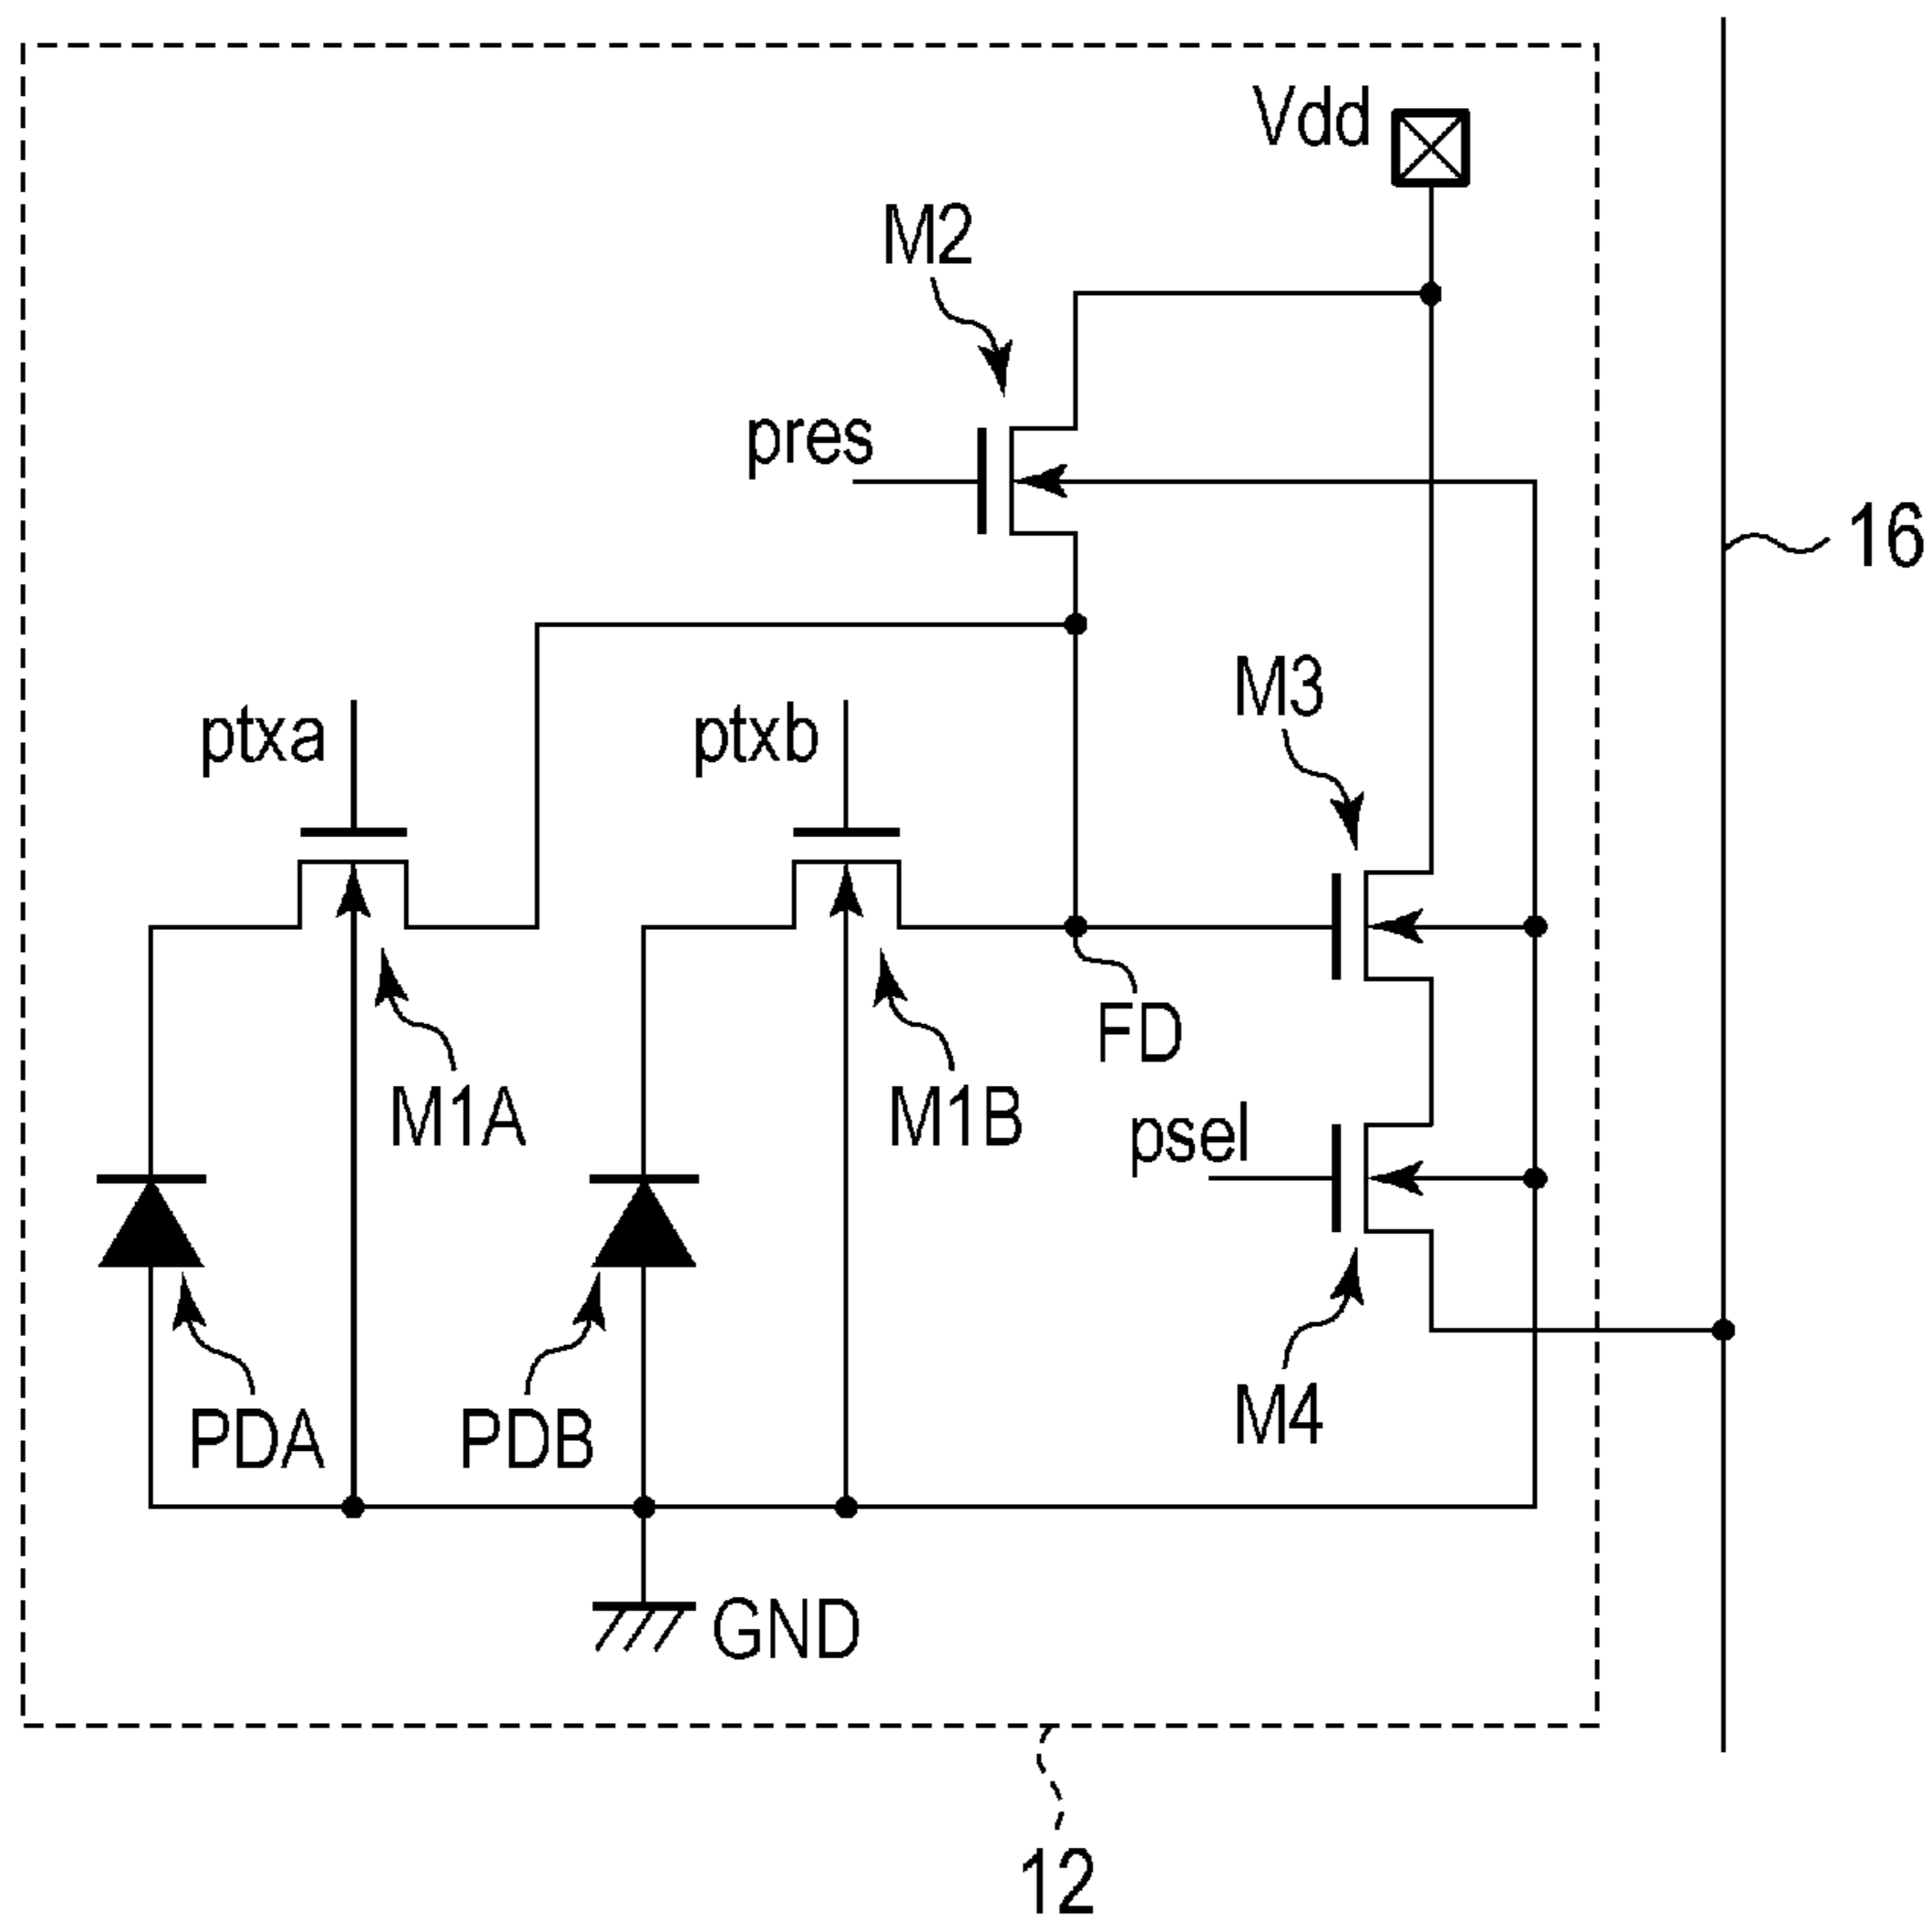 Vdd
M2
pres
16
M3
ptxa
ptxb
FD
M1A
M1B
psel
PDA
PDB
M4
GND
12